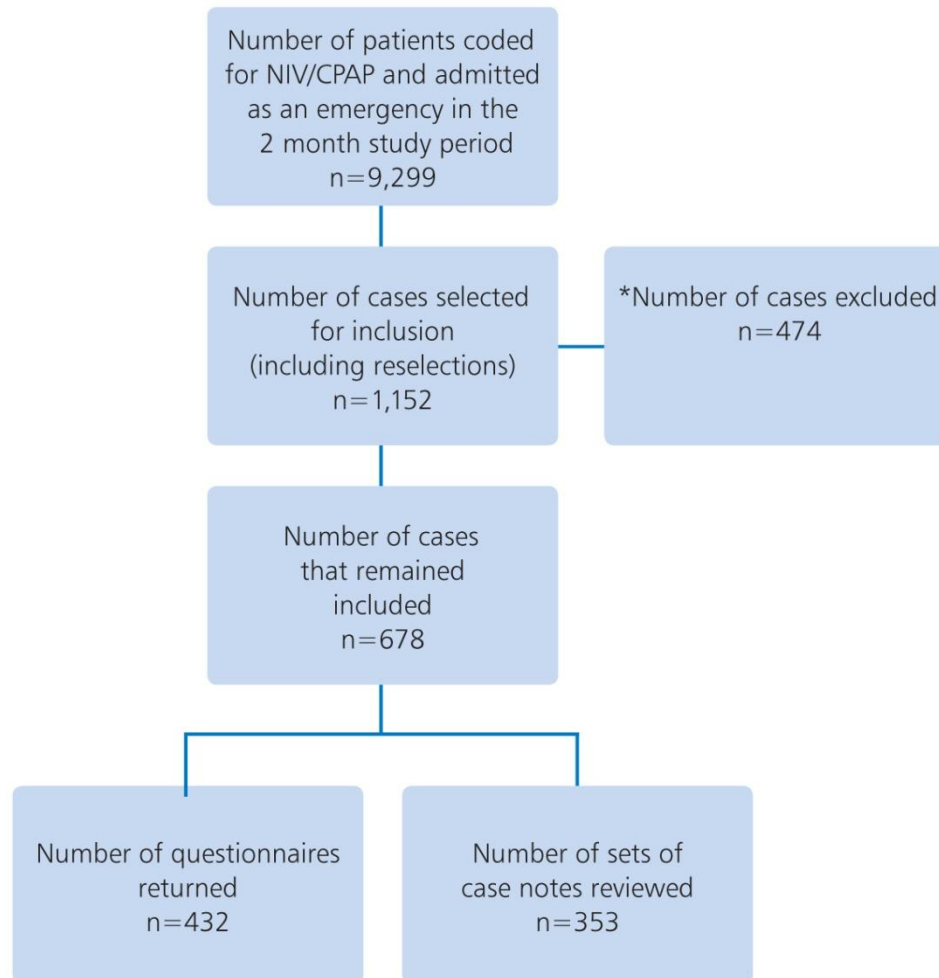 Number of patients coded
for NIV/CPAP and admitted
as an emergency in the
2 month study period
n=9,299
Number of cases selected
for inclusion
(including reselections)
n=1,152
*Number of cases excluded
n=474
Number of cases
that remained
included
n=678
Number of questionnaires
returned
n=432
Number of sets of
case notes reviewed
n=353